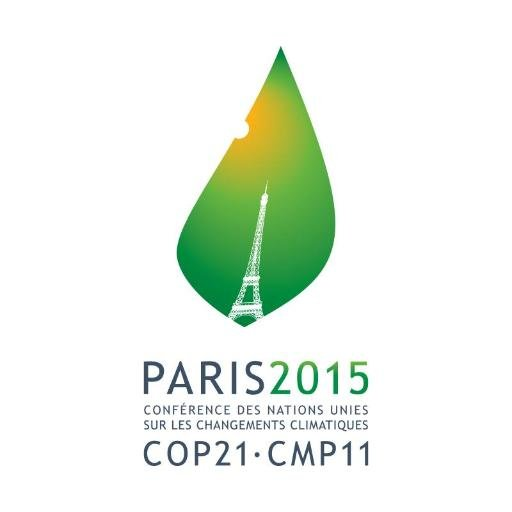 PARIS2015
CONFÉRENCE DES NATIONS UNIES
SUR LES CHANGEMENTS CLIMATIQUES
COP21·CMP11